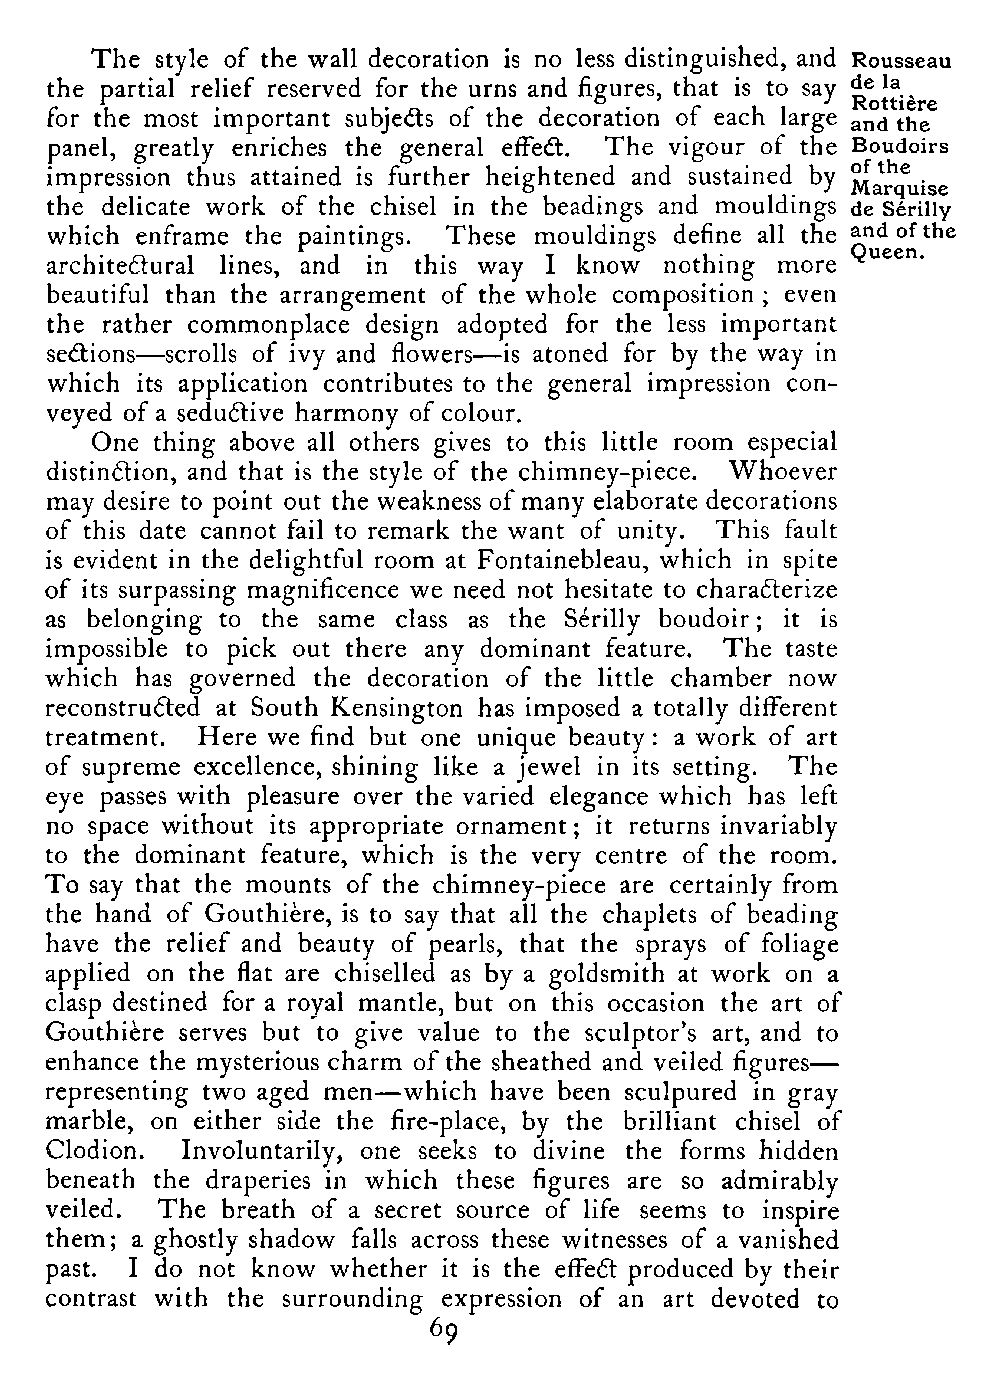 The style of the wall decoration is no less distinguished, and
the partial relief reserved for the urns and figures, that is to say
for the most important subjects of the decoration of each large
panel, greatly enriches the general effect. The vigour of the
impression thus attained is further heightened and sustained by
the delicate work of the chisel in the beadings and mouldings
which enframe the paintings. These mouldings define all the
architectural lines, and in this way I know nothing more
beautiful than the arrangement of the whole composition; even
the rather commonplace design adopted for the less important
sections—scrolls of ivy and flowers—is atoned for by the way in
which its application contributes to the general impression con-
veyed of a seductive harmony of colour.
One thing above all others gives to this little room especial
distinction, and that is the style of the chimney-piece. Whoever
may desire to point out the weakness of many elaborate decorations
of this date cannot fail to remark the want of unity. This fault
is evident in the delightful room at Fontainebleau, which in spite
of its surpassing magnificence we need not hesitate to characterize
as belonging to the same class as the Sérilly boudoir; it is
impossible to pick out there any dominant feature. The taste
which has governed the decoration of the little chamber now
reconstructed at South Kensington has imposed a totally different
treatment. Here we find but one unique beauty: a work of art
of supreme excellence, shining like a jewel in its setting. The
eye passes with pleasure over the varied elegance which has left
no space without its appropriate ornament; it returns invariably
to the dominant feature, which is the very centre of the room.
To say that the mounts of the chimney-piece are certainly from
the hand of Gouthière, is to say that all the chaplets of beading
have the relief and beauty of pearls, that the sprays of foliage
applied on the flat are chiselled as by a goldsmith at work on a
clasp destined for a royal mantle, but on this occasion the art of
Gouthière serves but to give value to the sculptor's art, and to
enhance the mysterious charm of the sheathed and veiled figures—
representing two aged men—which have been sculpured in gray
marble, on either side the fire-place, by the brilliant chisel of
Clodion. Involuntarily, one seeks to divine the forms hidden
beneath the draperies in which these figures are so admirably
veiled. The breath of a secret source of life seems to inspire
them; a ghostly shadow falls across these witnesses of a vanished
past. I do not know whether it is the effect produced by their
contrast with the surrounding expression of an art devoted to
Rousseau
de la
Rottière
and the
Boudoirs
of the
Marquise
de Sérilly
and of the
Queen.
69